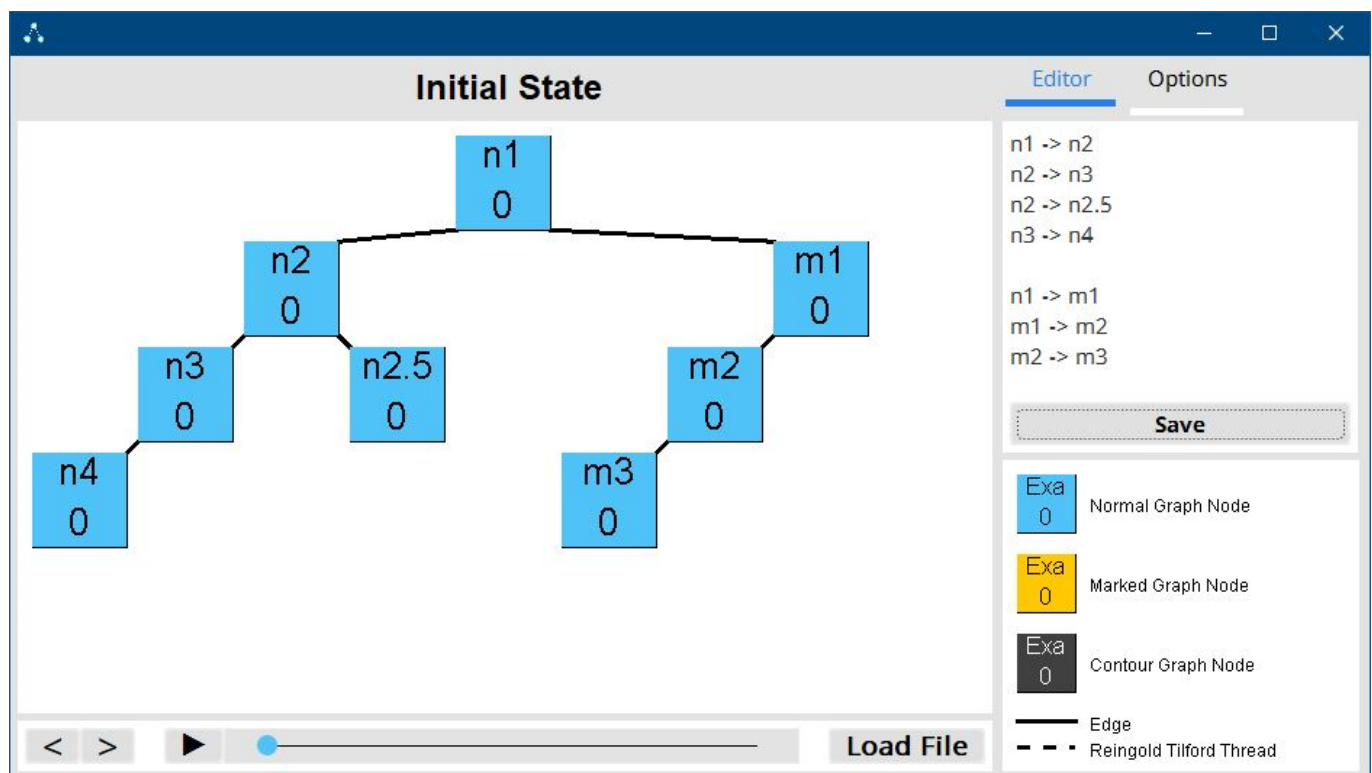 Initial State
Editor
Options
n1
0
n2
0
m1
0
n3
0
n2.5
0
m2
0
n4
0
m3
0
n1 -> n2
n2 -> n3
n2 -> n2.5
n3 -> n4
n1 -> m1
m1 -> m2
m2 -> m3
Save
Exa
0
Normal Graph Node
Exa
0
Marked Graph Node
Exa
0
Contour Graph Node
Edge
Reingold Tilford Thread
< >
Load File